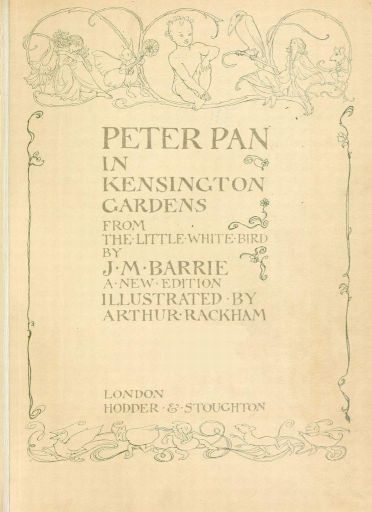 PETER PAN
IN
KENSINGTON
GARDENS
FROM
THE·LITTLE·WHITE·BIRD
BY
J·M·BARRIE
A·NEW·EDITION
ILLUSTRATED·BY
ARTHUR·RACKHAM
LONDON
HODDER·&·STOUGHTON